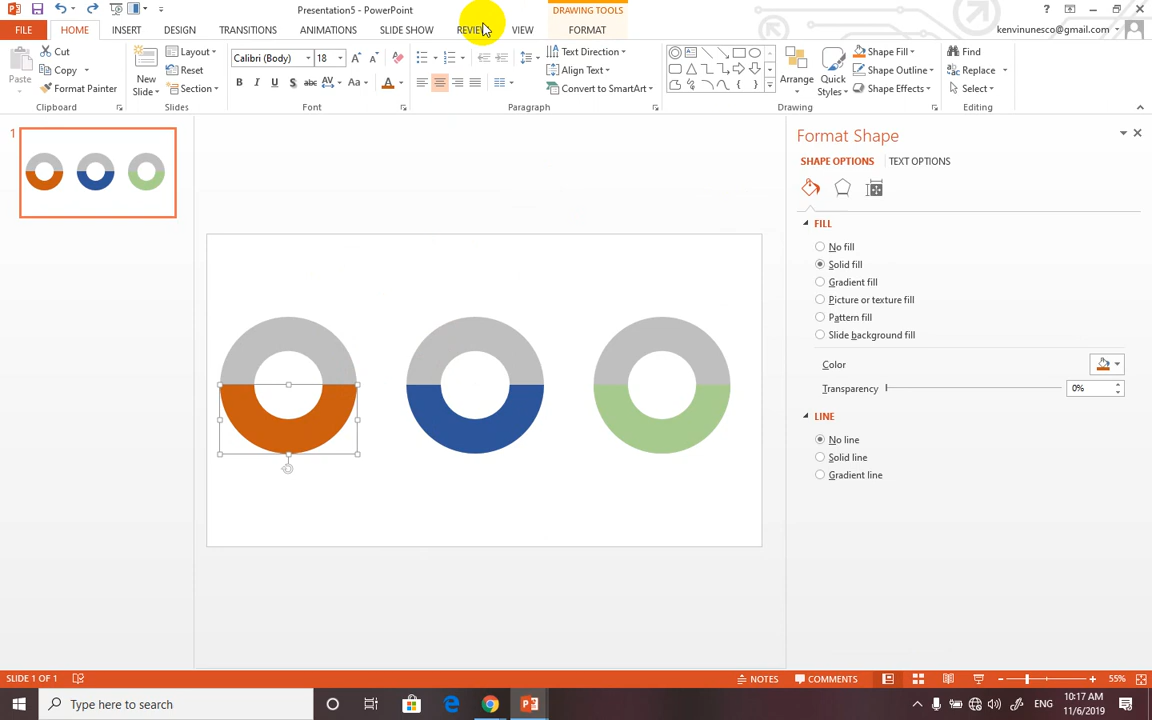 Presentation5 - PowerPoint
DRAWING TOOLS
FILE HOME INSERT DESIGN TRANSITIONS ANIMATIONS SLIDE SHOW REVIEW VIEW FORMAT
kenvinunesco@gmail.com
Paste
Cut
Copy
Format Painter
Clipboard
New Slide
Layout
Reset
Section
Slides
Calibri (Body) 18
Font
Text Direction
Align Text
Convert to SmartArt
Paragraph
Arrange
Quick Styles
Shape Fill
Shape Outline
Shape Effects
Drawing
Find
Replace
Select
Editing
1
Format Shape
SHAPE OPTIONS TEXT OPTIONS
FILL
No fill
Solid fill
Gradient fill
Picture or texture fill
Pattern fill
Slide background fill
Color
Transparency 0%
LINE
No line
Solid line
Gradient line
SLIDE 1 OF 1
NOTES COMMENTS 55%
Type here to search
ENG
10:17 AM
11/6/2019